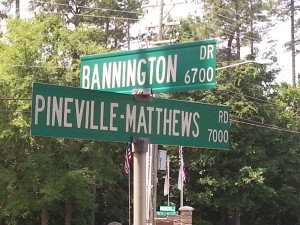 BANNINGTON DR
6700
PINEVILLE-MATTHEWS RD
7000